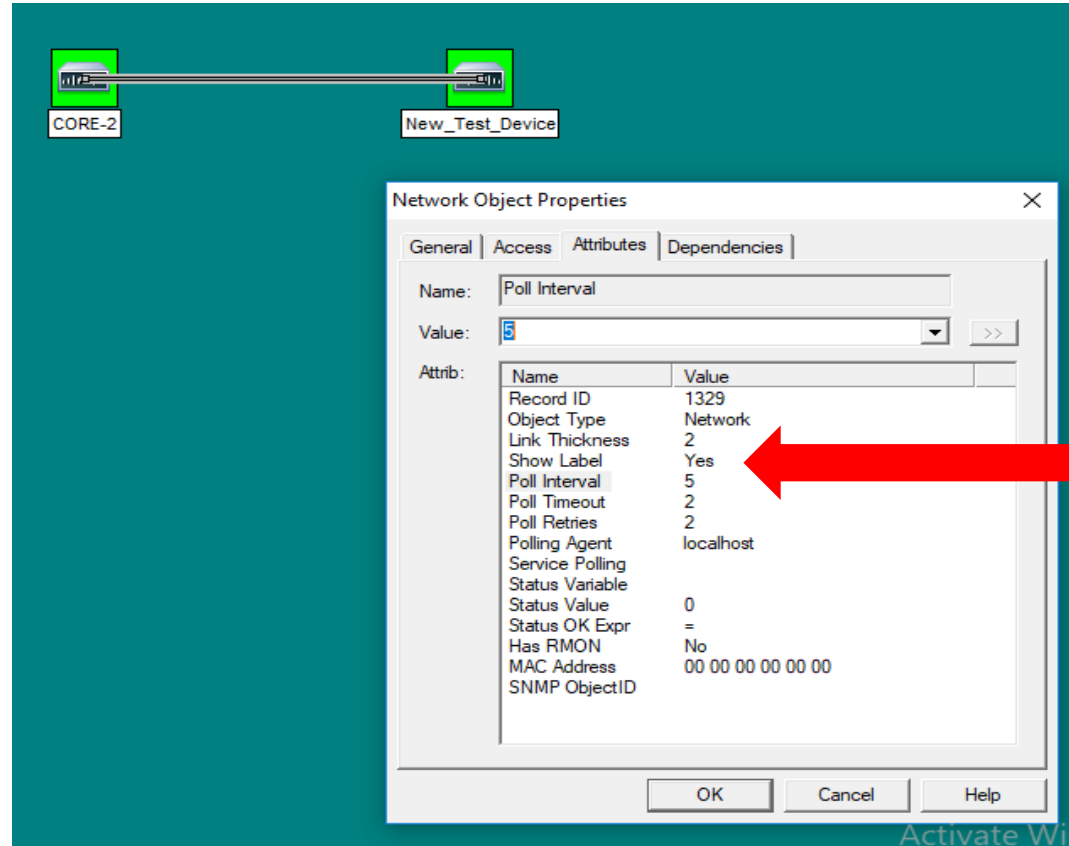 CORE-2
New_Test_Device
Network Object Properties
General Access Attributes Dependencies
Name: Poll Interval
Value: 5 >>
Attrib: Name Value
Record ID 1329
Object Type Network
Link Thickness 2
Show Label Yes
Poll Interval 5
Poll Timeout 2
Poll Retries 2
Polling Agent localhost
Service Polling
Status Variable
Status Value 0
Status OK Expr =
Has RMON No
MAC Address 00 00 00 00 00 00
SNMP ObjectID
OK Cancel Help
Activate Wi